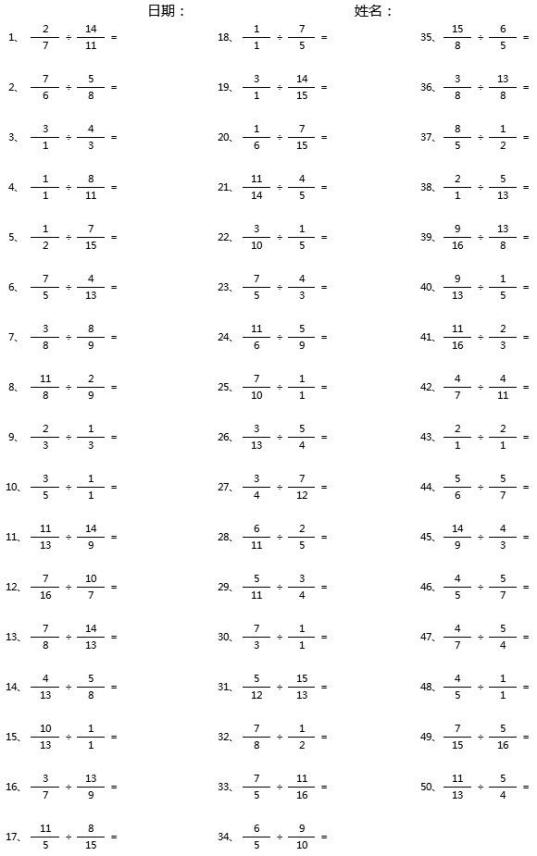 日期： 姓名：
1、 2/7 ÷ 14/11 =
2、 7/6 ÷ 5/8 =
3、 3/1 ÷ 4/3 =
4、 1/1 ÷ 8/11 =
5、 1/2 ÷ 7/15 =
6、 7/5 ÷ 4/13 =
7、 3/8 ÷ 8/9 =
8、 11/8 ÷ 2/9 =
9、 2/3 ÷ 1/3 =
10、 3/5 ÷ 1/1 =
11、 11/13 ÷ 14/9 =
12、 7/16 ÷ 10/7 =
13、 7/8 ÷ 14/13 =
14、 4/13 ÷ 5/8 =
15、 10/13 ÷ 1/1 =
16、 3/7 ÷ 13/9 =
17、 11/5 ÷ 8/15 =
18、 1/1 ÷ 7/5 =
19、 3/1 ÷ 14/15 =
20、 1/6 ÷ 7/15 =
21、 11/14 ÷ 4/5 =
22、 3/10 ÷ 1/5 =
23、 7/5 ÷ 4/3 =
24、 11/6 ÷ 5/9 =
25、 7/10 ÷ 1/1 =
26、 3/13 ÷ 5/4 =
27、 3/4 ÷ 7/12 =
28、 6/11 ÷ 2/5 =
29、 5/11 ÷ 3/4 =
30、 7/3 ÷ 1/1 =
31、 5/12 ÷ 15/13 =
32、 7/8 ÷ 1/2 =
33、 7/5 ÷ 11/16 =
34、 6/5 ÷ 9/10 =
35、 15/8 ÷ 6/5 =
36、 3/8 ÷ 13/8 =
37、 8/5 ÷ 1/2 =
38、 2/1 ÷ 5/13 =
39、 9/16 ÷ 13/8 =
40、 9/13 ÷ 1/5 =
41、 11/16 ÷ 2/3 =
42、 4/7 ÷ 4/11 =
43、 2/1 ÷ 2/1 =
44、 5/6 ÷ 5/7 =
45、 14/9 ÷ 4/3 =
46、 4/5 ÷ 5/7 =
47、 4/7 ÷ 5/4 =
48、 4/5 ÷ 1/1 =
49、 7/15 ÷ 5/16 =
50、 11/13 ÷ 5/4 =